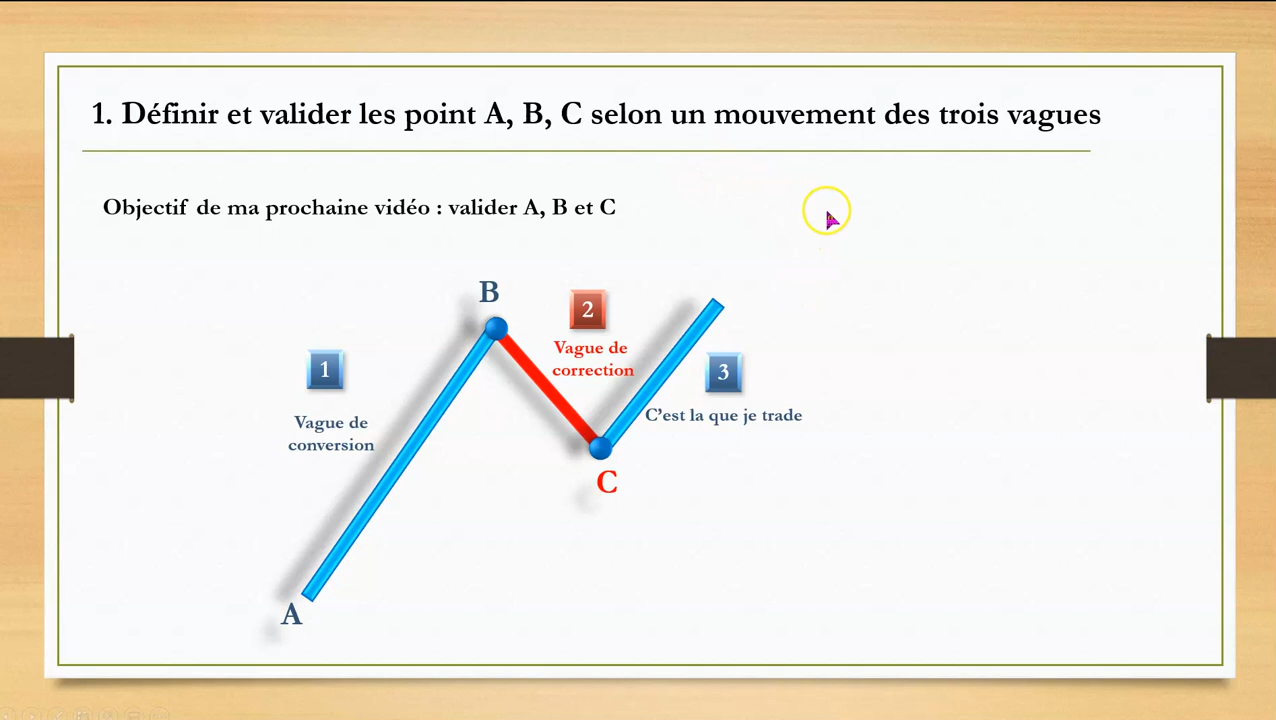 1. Définir et valider les point A, B, C selon un mouvement des trois vagues
Objectif de ma prochaine vidéo : valider A, B et C
B
2
Vague de
correction
1
3
Vague de
conversion
C'est la que je trade
C
A